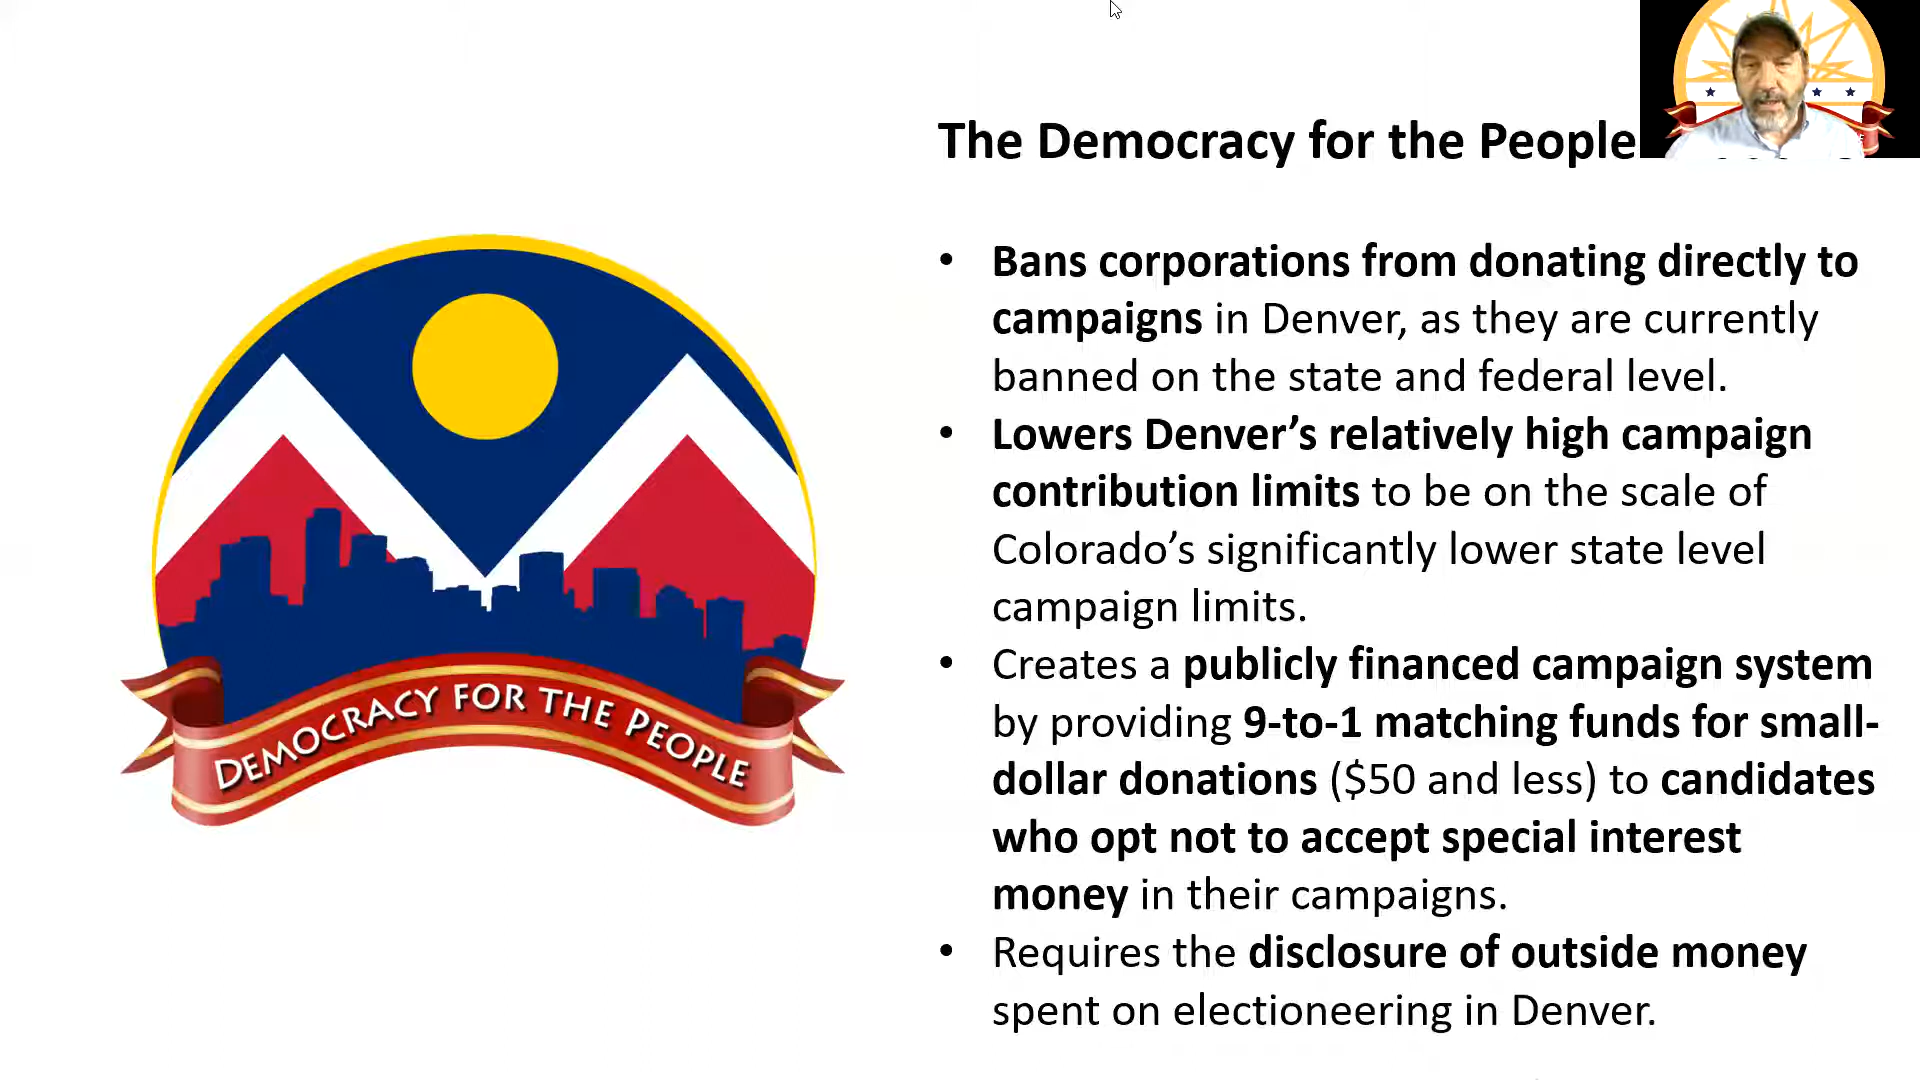 The Democracy for the People
• Bans corporations from donating directly to
campaigns in Denver, as they are currently
banned on the state and federal level.
• Lowers Denver’s relatively high campaign
contribution limits to be on the scale of
Colorado’s significantly lower state level
campaign limits.
• Creates a publicly financed campaign system
by providing 9-to-1 matching funds for small-
dollar donations ($50 and less) to candidates
who opt not to accept special interest
money in their campaigns.
• Requires the disclosure of outside money
spent on electioneering in Denver.
DEMOCRACY FOR THE PEOPLE